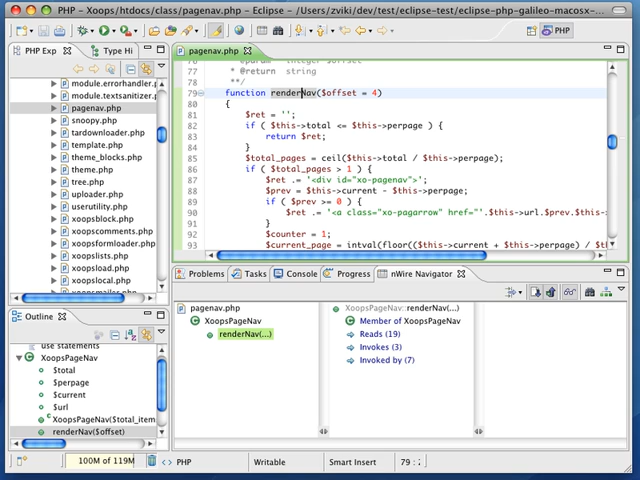 PHP - Xoops/htdocs/class/pagenav.php - Eclipse - /Users/zviki/dev/test/eclipse-test/eclipse-php-galileo-macosx-...
PHP
PHP Exp
Type Hi
module.errorhandler.p
module.textsanitizer.p
pagenav.php
snoopy.php
tardownloader.php
template.php
theme_blocks.php
theme.php
tree.php
uploader.php
userutility.php
xoopsblock.php
xoopscomments.php
xoopsformloader.php
xoopslists.php
xoopsload.php
xoopslocal.php
pagenav.php
77 * @return string
78 **/
79 function renderNav($offset = 4)
80 {
81 $ret = '';
82 if ( $this->total <= $this->perpage ) {
83 return $ret;
84 }
85 $total_pages = ceil($this->total / $this->perpage);
86 if ( $total_pages > 1 ) {
87 $ret .= '<div id="xo-pagenav">';
88 $prev = $this->current - $this->perpage;
89 if ( $prev >= 0 ) {
90 $ret .= '<a class="xo-pagarrow" href="'.$this->url.$prev.$this->
91 }
92 $counter = 1;
93 $current_page = intval(floor(($this->current + $this->perpage) / $th
Outline
use statements
XoopsPageNav
$total
$perpage
$current
$url
XoopsPageNav($total_item
renderNav($offset)
Problems
Tasks
Console
Progress
nWire Navigator
pagenav.php
XoopsPageNav
renderNav(...)
XoopsPageNav::renderNav(...)
Member of XoopsPageNav
Reads (19)
Invokes (3)
Invoked by (7)
100M of 119M
PHP
Writable
Smart Insert
79 :